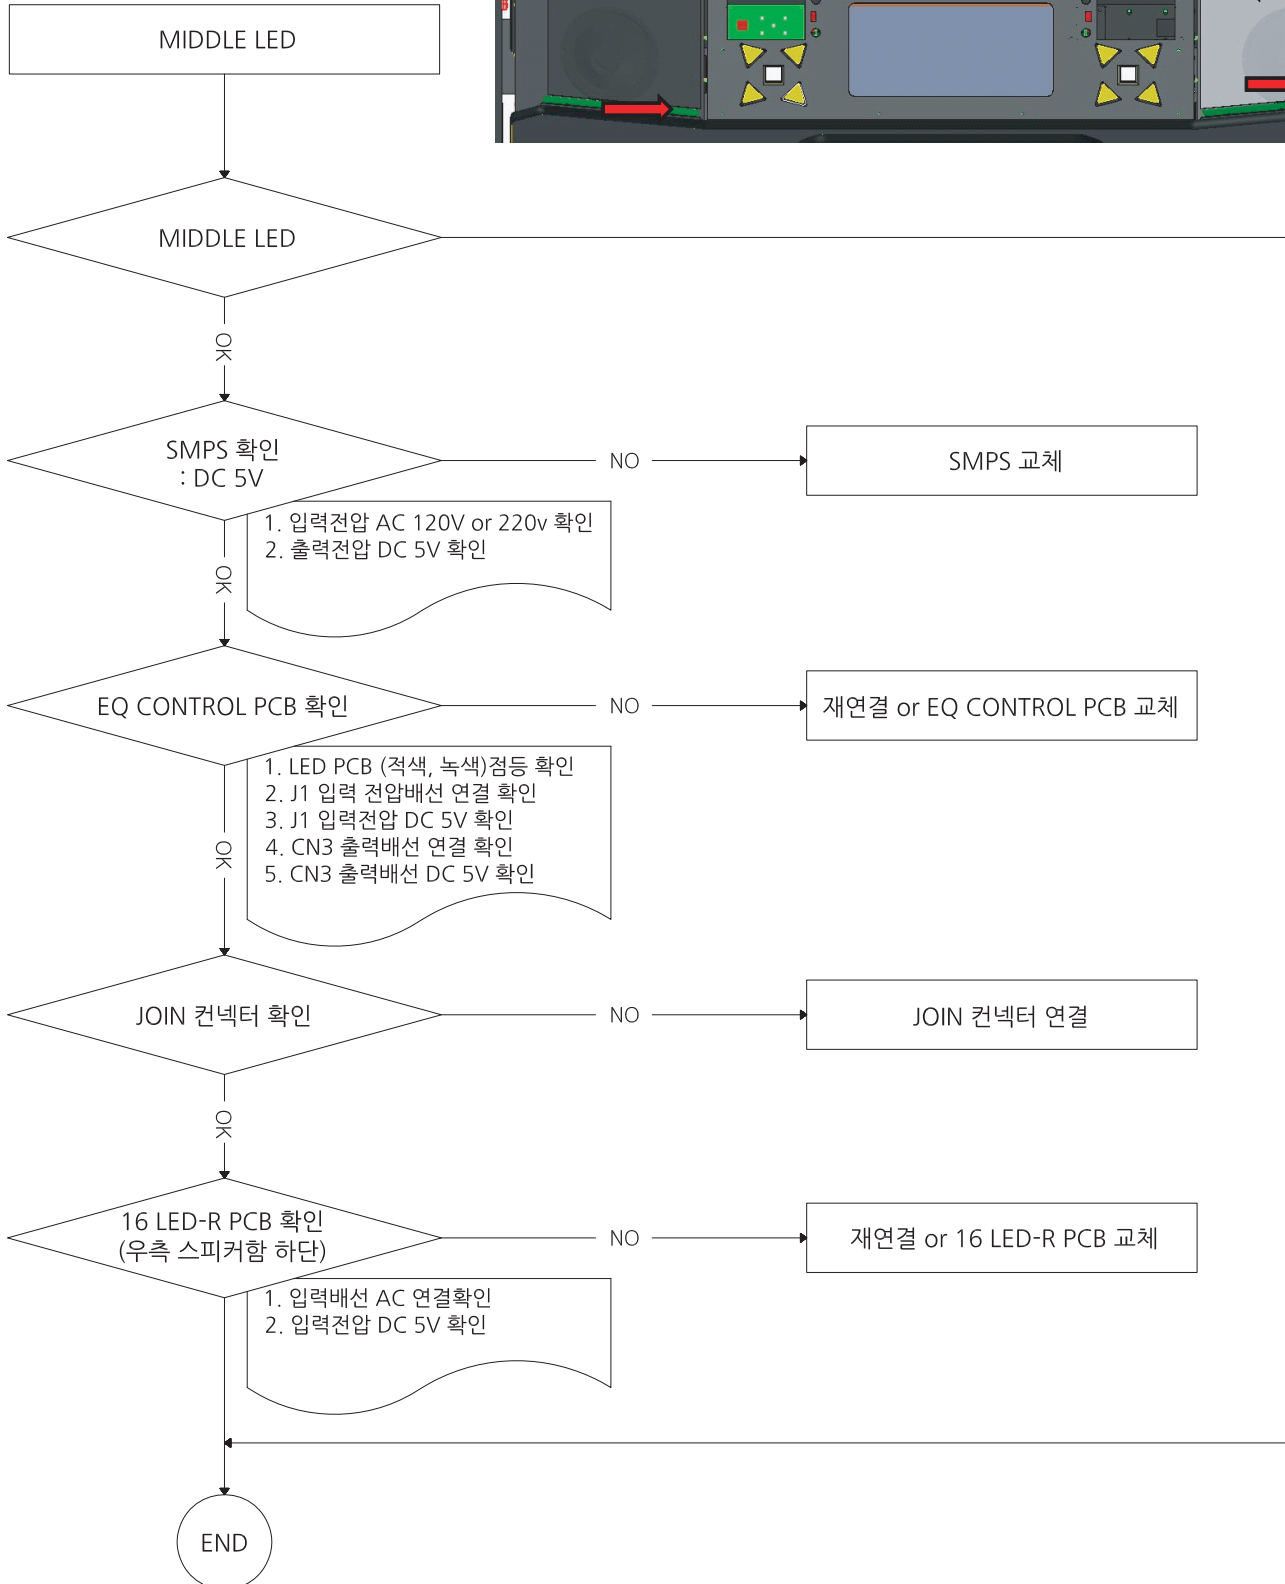 MIDDLE LED
MIDDLE LED
OK
SMPS 확인
: DC 5V
NO
SMPS 교체
1. 입력전압 AC 120V or 220v 확인
2. 출력전압 DC 5V 확인
OK
EQ CONTROL PCB 확인
NO
재연결 or EQ CONTROL PCB 교체
1. LED PCB (적색, 녹색)점등 확인
2. J1 입력 전압배선 연결 확인
3. J1 입력전압 DC 5V 확인
4. CN3 출력배선 연결 확인
5. CN3 출력배선 DC 5V 확인
OK
JOIN 컨넥터 확인
NO
JOIN 컨넥터 연결
OK
16 LED-R PCB 확인
(우측 스피커함 하단)
NO
재연결 or 16 LED-R PCB 교체
1. 입력배선 AC 연결확인
2. 입력전압 DC 5V 확인
END